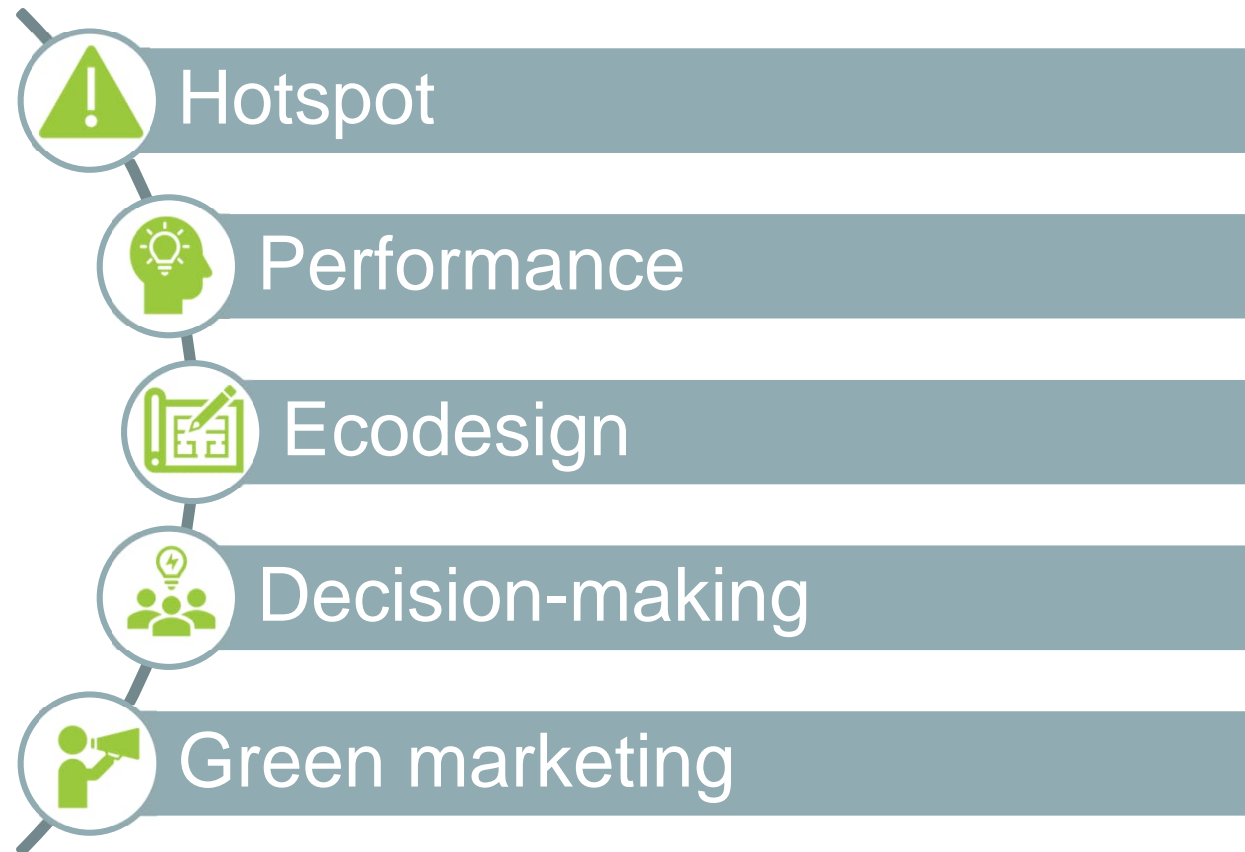 Hotspot
Performance
Ecodesign
Decision-making
Green marketing